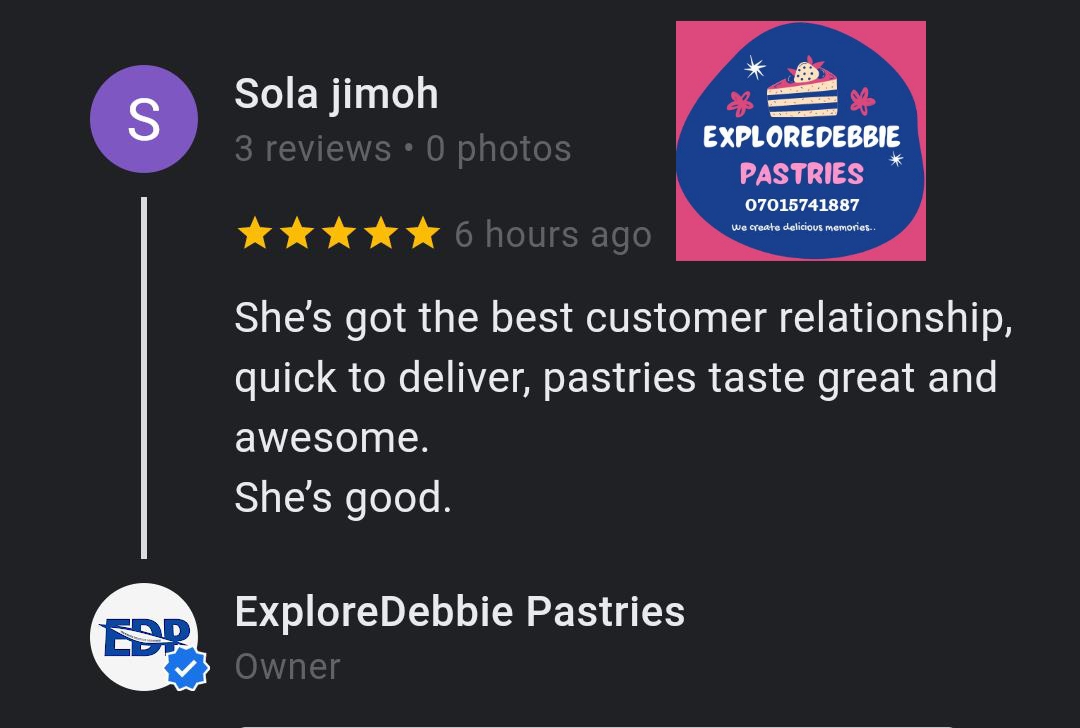 S
Sola jimoh
3 reviews • 0 photos
6 hours ago
EXPLOREDEBBIE
PASTRIES
07015741887
We create delicious memories..
She’s got the best customer relationship,
quick to deliver, pastries taste great and
awesome.
She’s good.
EDP
ExploreDebbie Pastries
Owner